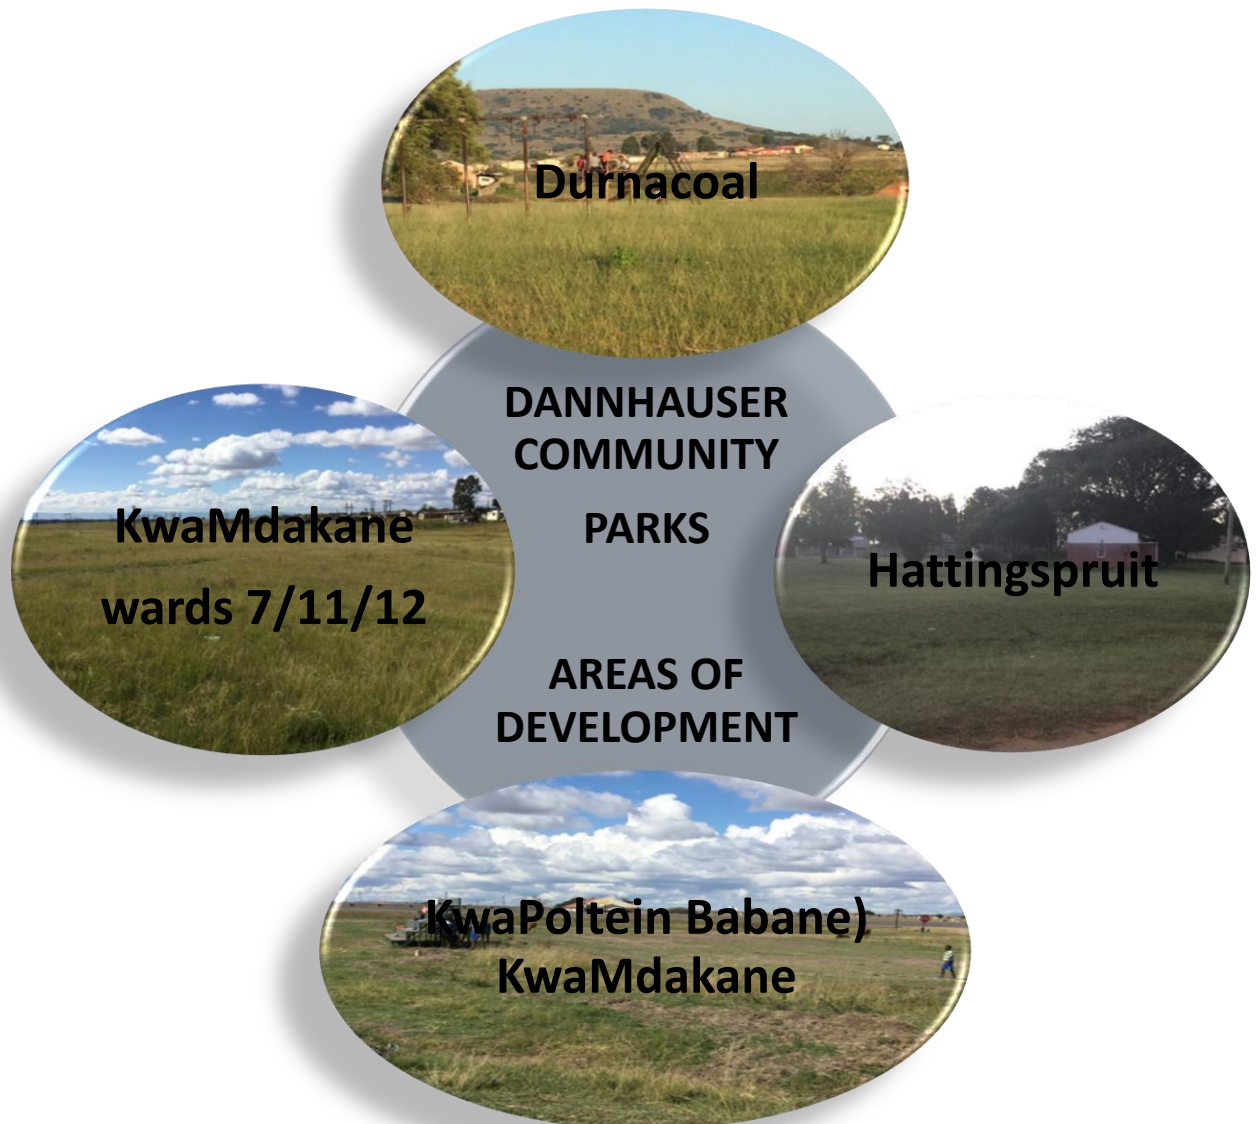 Durnacoal
DANNHAUSER
COMMUNITY
PARKS
AREAS OF
DEVELOPMENT
KwaMdakane
wards 7/11/12
Hattingspruit
KwaPoltein Babane)
KwaMdakane